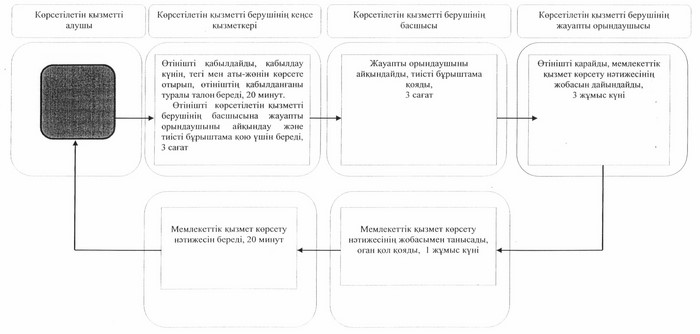 Көрсетілетін қызметті
алушы
Көрсетілетін қызметті берушінің кеңсе
қызметкері
Көрсетілетін қызметті берушінің
басшысы
Көрсетілетін қызметті берушінің
жауапты орындаушысы
Өтінішті қабылдайды, қабылдау
күнін, тегі мен аты-жөнін көрсете
отырып, өтініштің қабылданғаны
туралы талон береді, 20 минут.
Өтінішті көрсетілетін қызметті
берушінің басшысына жауапты
орындаушыны айқындау және
тиісті бұрыштама қою үшін береді,
3 сағат
Жауапты орындаушыны
айқындайды, тиісті бұрыштама
қояды,
3 сағат
Өтінішті қарайды, мемлекеттік
қызмет көрсету нәтижесінің
жобасын дайындайды,
3 жұмыс күні
Мемлекеттік қызмет көрсету
нәтижесін береді, 20 минут
Мемлекеттік қызмет көрсету
нәтижесінің жобасымен танысады,
оған қол қояды, 1 жұмыс күні